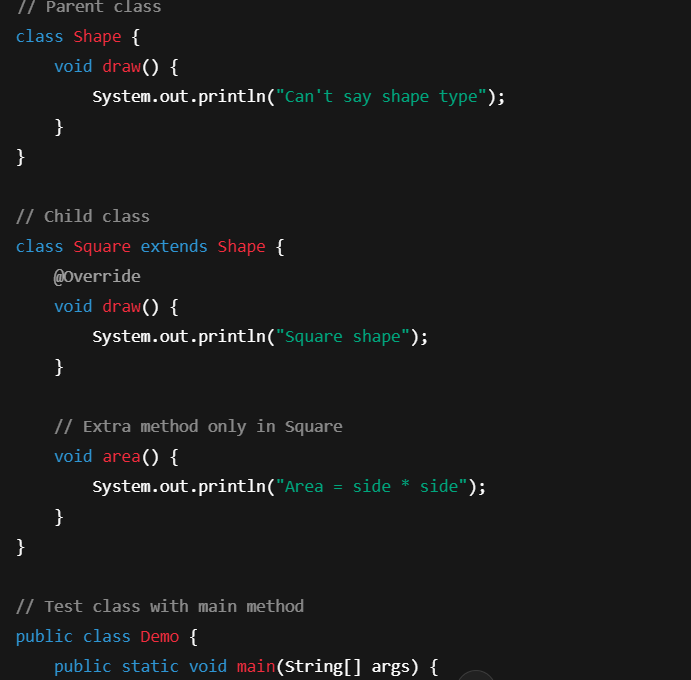 // Parent class
class Shape {
    void draw() {
        System.out.println("Can't say shape type");
    }
}

// Child class
class Square extends Shape {
    @Override
    void draw() {
        System.out.println("Square shape");
    }

    // Extra method only in Square
    void area() {
        System.out.println("Area = side * side");
    }
}

// Test class with main method
public class Demo {
    public static void main(String[] args) {